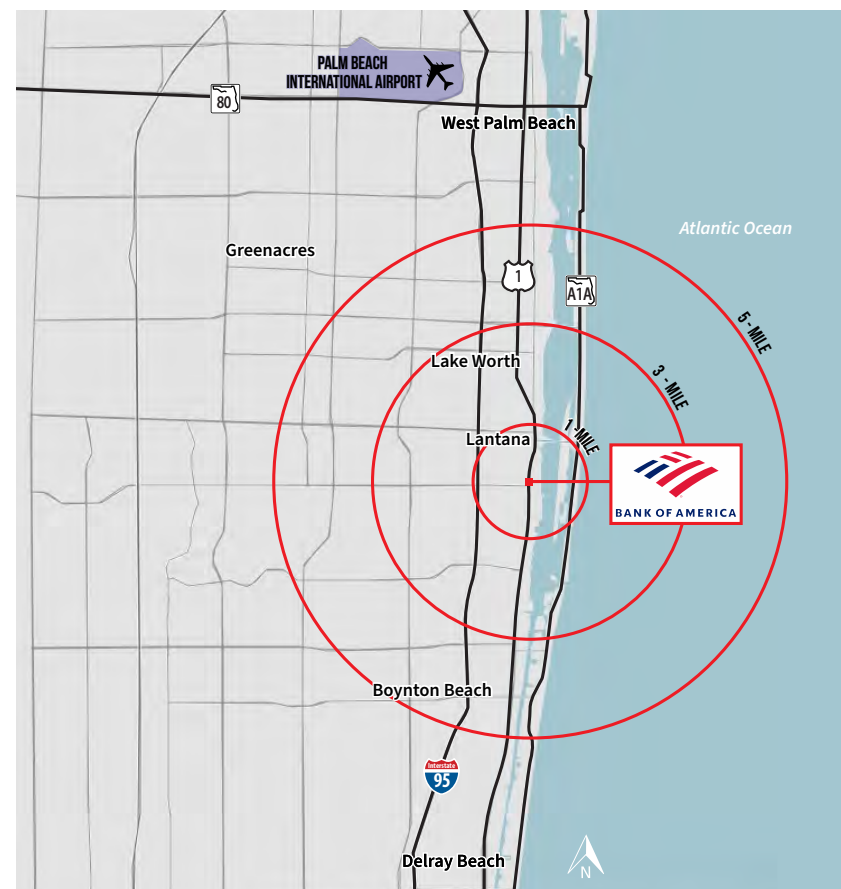 PALM BEACH
INTERNATIONAL AIRPORT
80
West Palm Beach
Atlantic Ocean
Greenacres
1
A1A
5 - MILE
Lake Worth
3 - MILE
Lantana
1 -MILE
BANK OF AMERICA
Boynton Beach
Interstate
95
Delray Beach
N